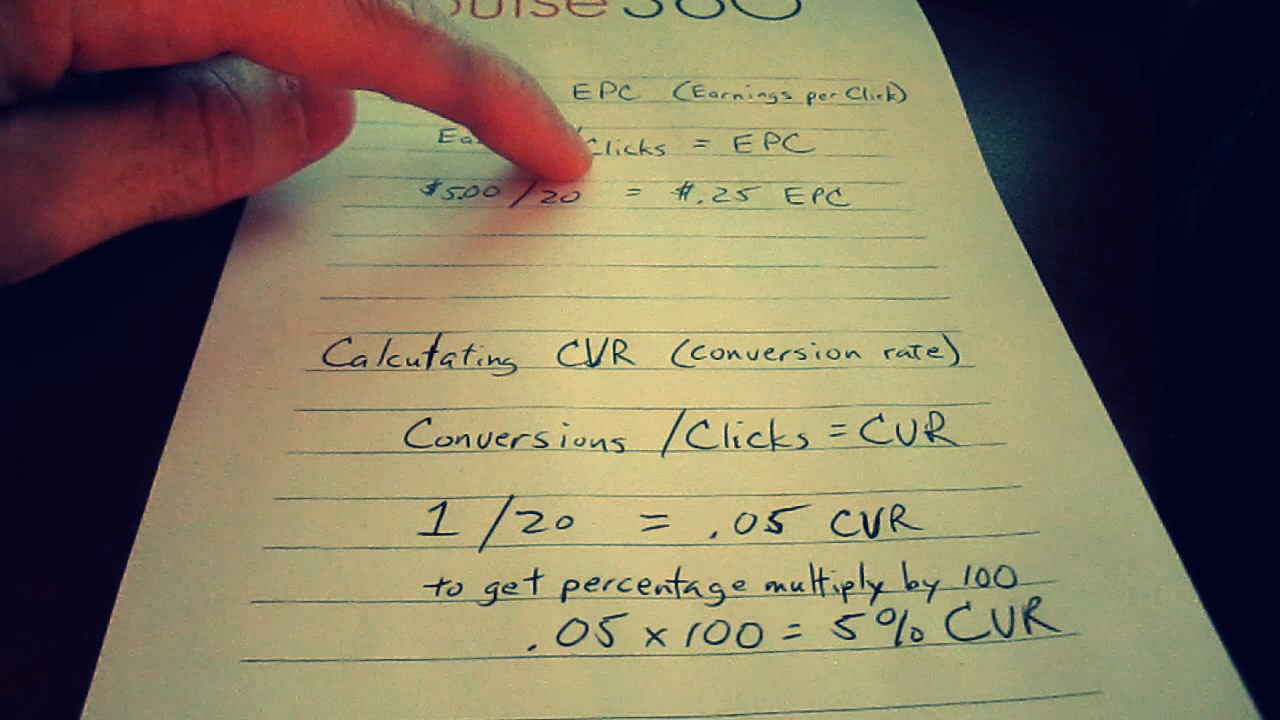 EPC (Earnings per Click)
Clicks = EPC
$5.00 / 20 = $.25 EPC
Calculating CVR (conversion rate)
Conversions / Clicks = CVR
1 / 20 = .05 CVR
to get percentage multiply by 100
.05 x 100 = 5% CVR